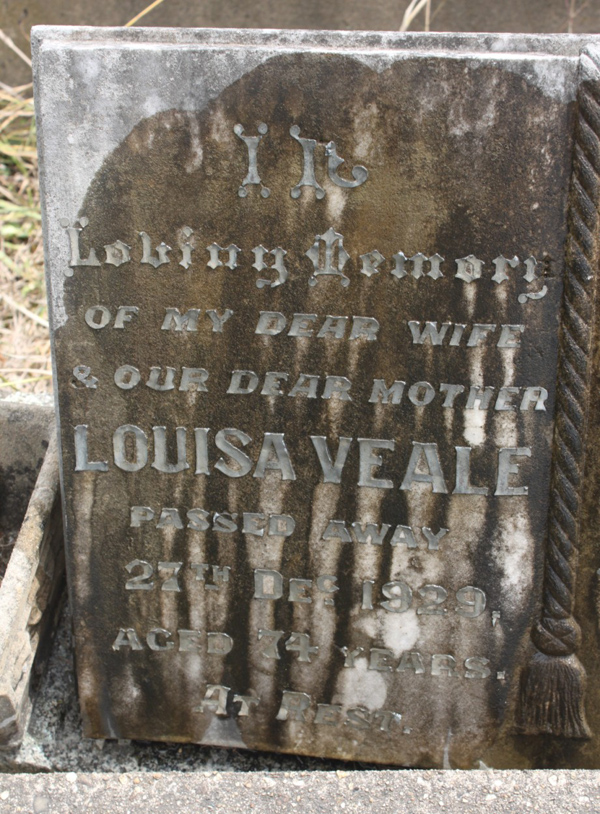 In
Loving Memory
OF MY DEAR WIFE
& OUR DEAR MOTHER
LOUISA VEALE
PASSED AWAY
27TH DEC. 1929,
AGED 74 YEARS.
AT REST.